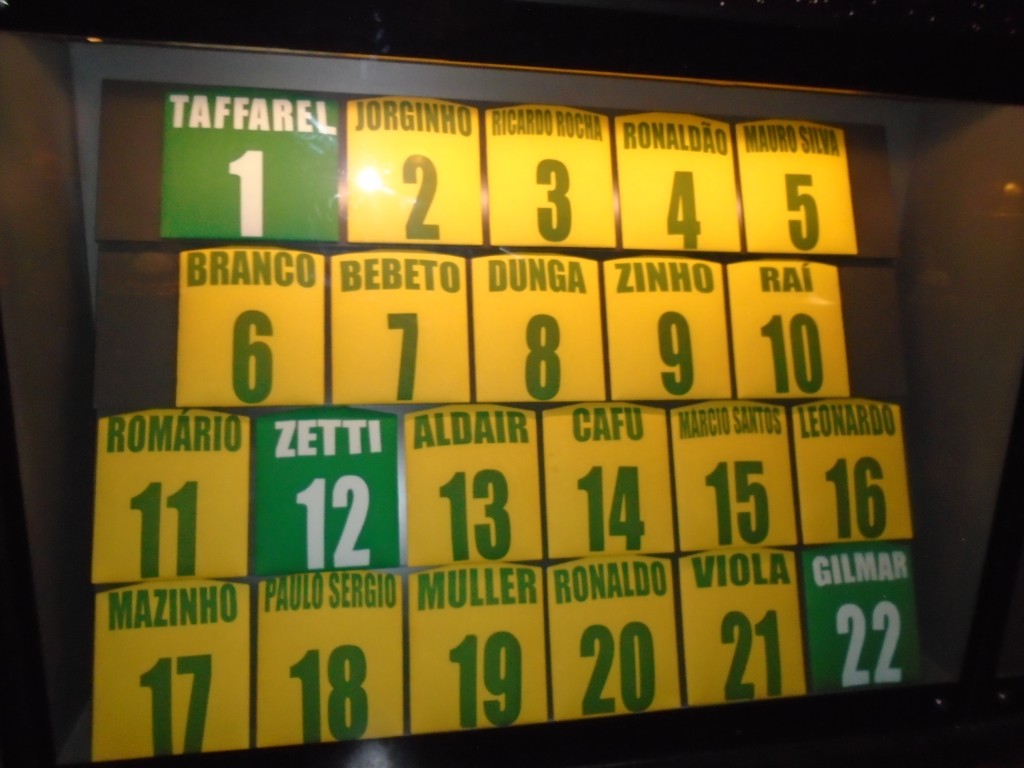 TAFFAREL JORGINHO RICARDO ROCHA RONALDÃO MAURO SILVA
1 2 3 4 5
BRANCO BEBETO DUNGA ZINHO RAÍ
6 7 8 9 10
ROMÁRIO ZETTI ALDAIR CAFU MARCIO SANTOS LEONARDO
11 12 13 14 15 16
MAZINHO PAULO SERGIO MULLER RONALDO VIOLA GILMAR
17 18 19 20 21 22